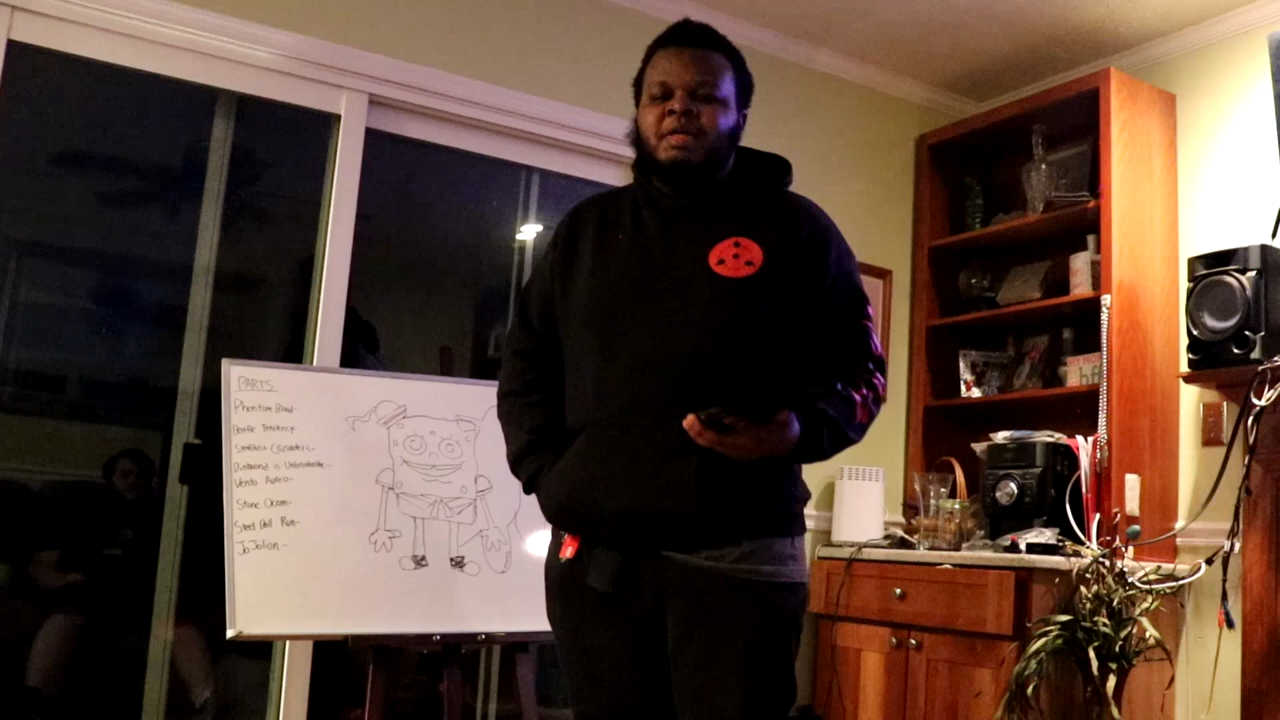 PARTS
Phantom Blood-
Battle Tendency-
Stardust Crusaders-
Diamond is Unbreakable-
Vento Aureo-
Stone Ocean-
Steel Ball Run-
JoJolion-